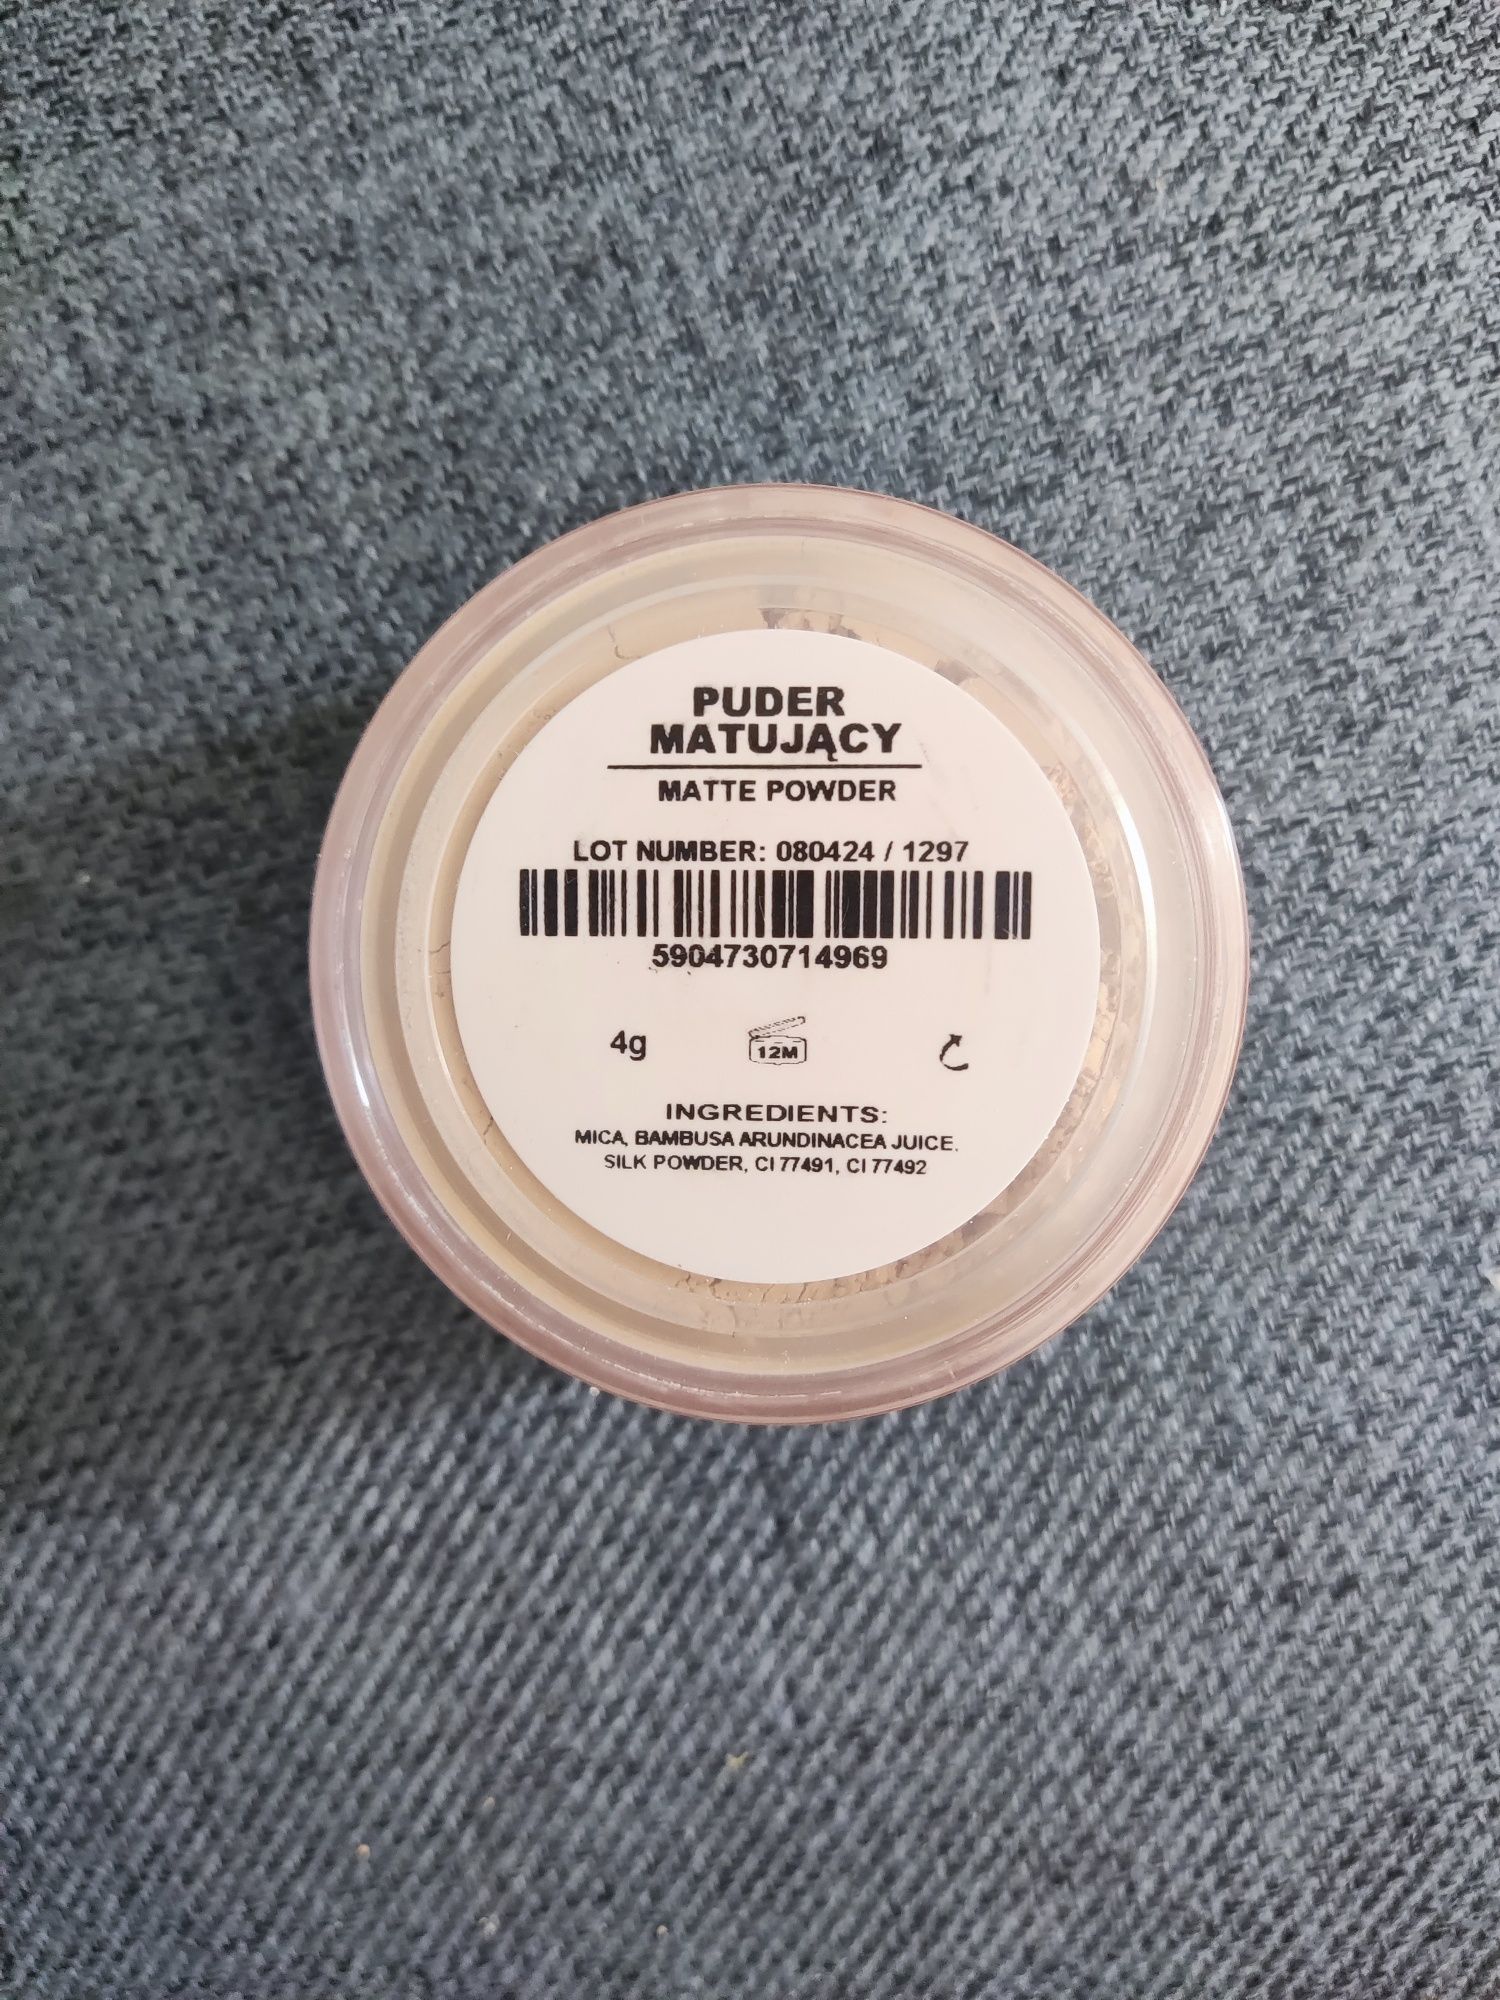 PUDER
MATUJĄCY
MATTE POWDER
LOT NUMBER: 080424 / 1297
5904730714969
4g
12M
INGREDIENTS:
MICA, BAMBUSA ARUNDINACEA JUICE.
SILK POWDER, CI 77491, CI 77492